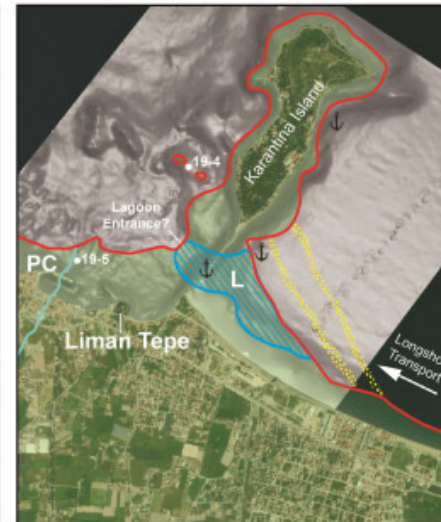 Karantina Island
19-4
Lagoon
Entrance?
PC
19-5
L
Liman Tepe
Longsho
Transport